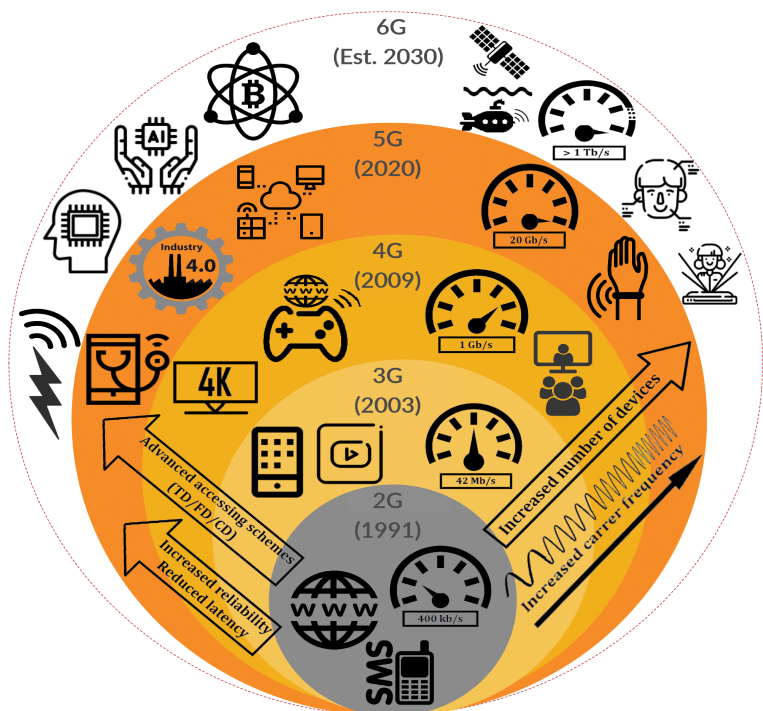 6G
(Est. 2030)
₿
AI
> 1 Tb/s
5G
(2020)
20 Gb/s
Industry
4.0
4G
(2009)
www
1 Gb/s
4K
3G
(2003)
42 Mb/s
2G
(1991)
400 kb/s
WWW
SMS
Advanced accessing schemes
(TD/FD/CD)
Increased reliability
Reduced latency
Increased number of devices
Increased carrer frequency